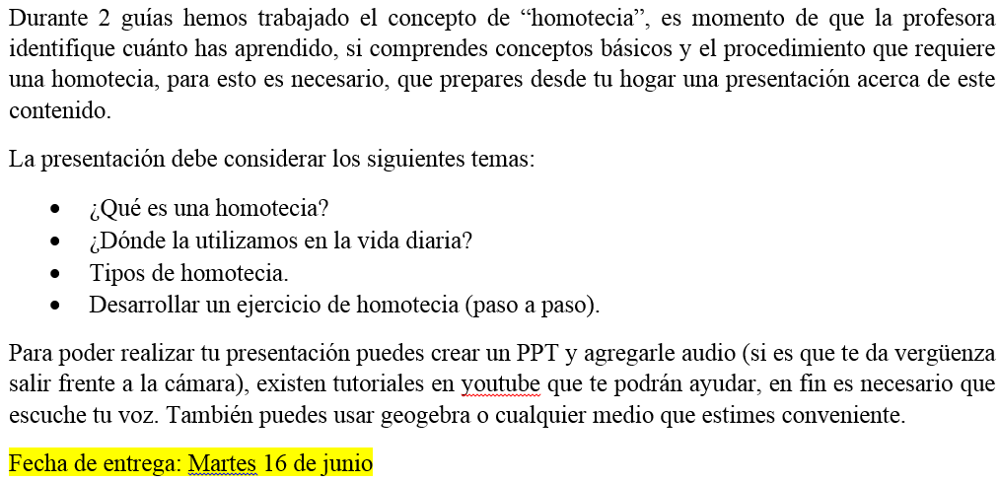 Durante 2 guías hemos trabajado el concepto de “homotecia”, es momento de que la profesora
identifique cuánto has aprendido, si comprendes conceptos básicos y el procedimiento que requiere
una homotecia, para esto es necesario, que prepares desde tu hogar una presentación acerca de este
contenido.
La presentación debe considerar los siguientes temas:
• ¿Qué es una homotecia?
• ¿Dónde la utilizamos en la vida diaria?
• Tipos de homotecia.
• Desarrollar un ejercicio de homotecia (paso a paso).
Para poder realizar tu presentación puedes crear un PPT y agregarle audio (si es que te da vergüenza
salir frente a la cámara), existen tutoriales en youtube que te podrán ayudar, en fin es necesario que
escuche tu voz. También puedes usar geogebra o cualquier medio que estimes conveniente.
Fecha de entrega: Martes 16 de junio